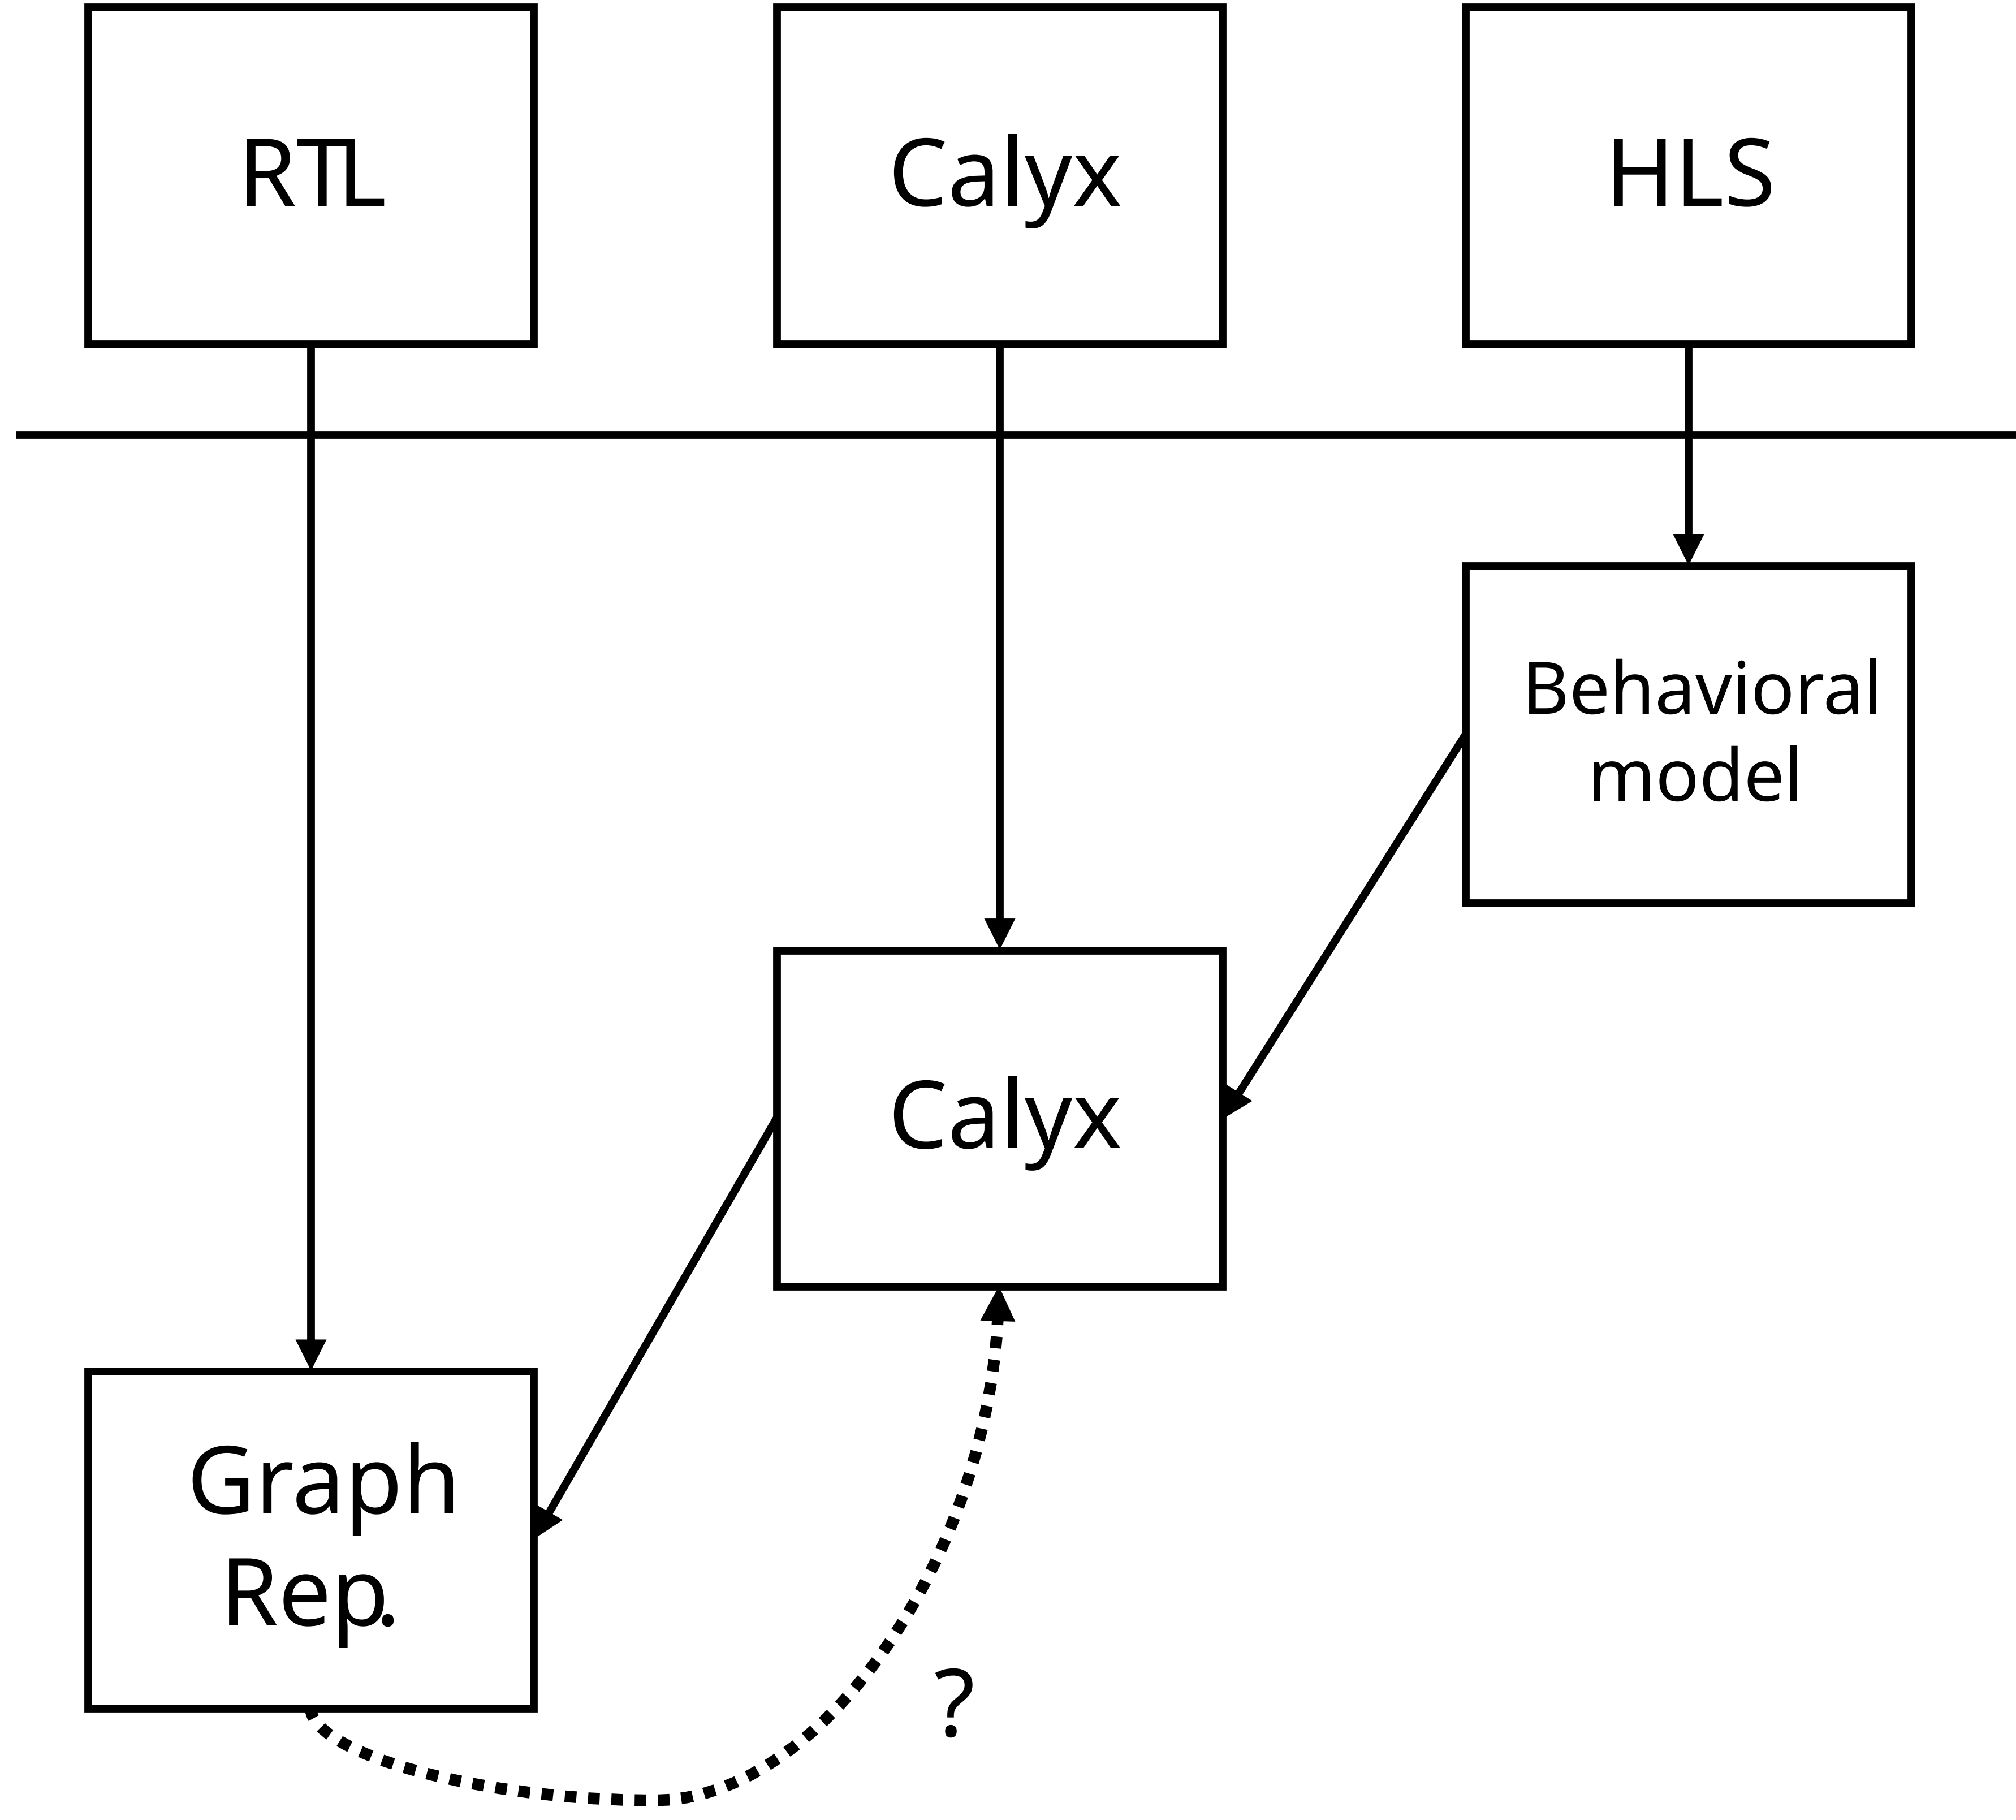 RTL
Calyx
HLS
Behavioral
model
Calyx
Graph
Rep.
?